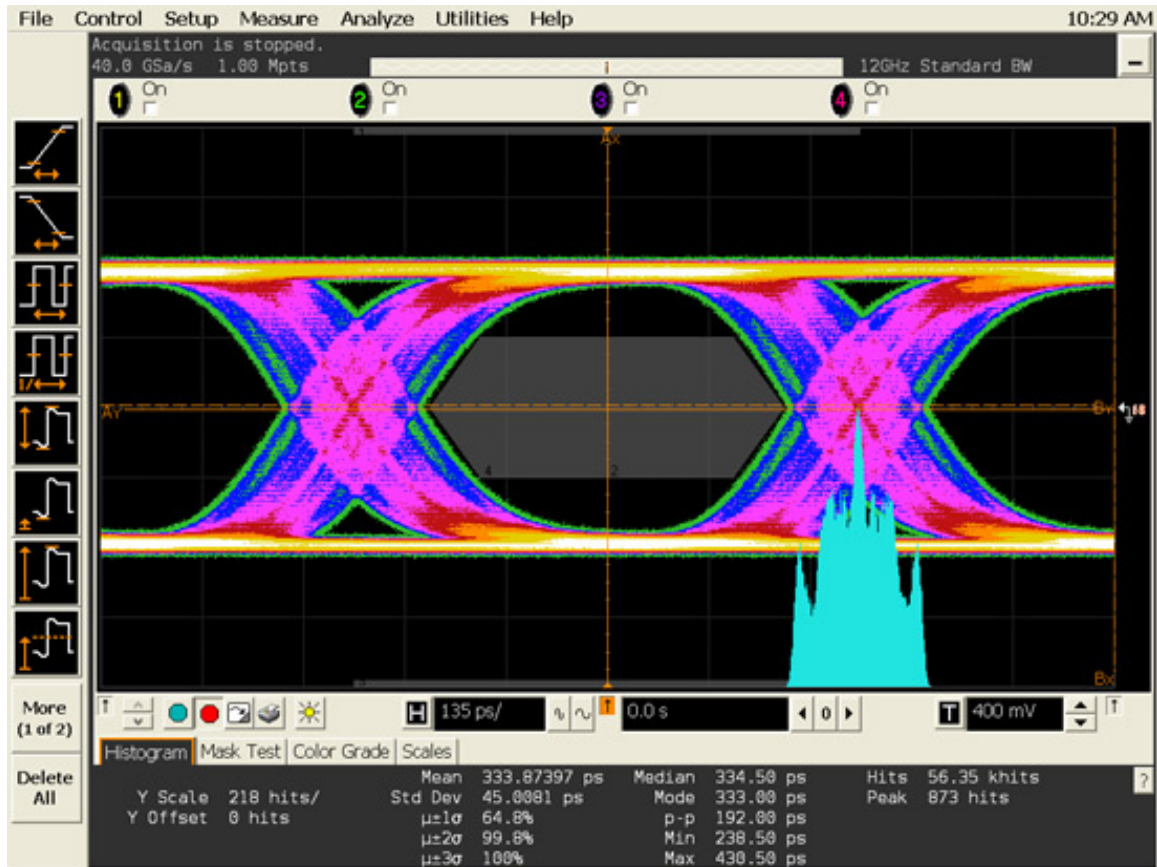 File Control Setup Measure Analyze Utilities Help 10:29 AM
Acquisition is stopped.
40.0 GSa/s 1.00 Mpts 12GHz Standard BW
1 On 2 On 3 On 4 On
Ax
AY BY
4 2
1/
Bx
More
(1 of 2)
Delete
All
H 135 ps/ 0.0 s 0 T 400 mV
Histogram Mask Test Color Grade Scales
Mean 333.87397 ps Median 334.50 ps Hits 56.35 khits ?
Y Scale 218 hits/ Std Dev 45.0081 ps Mode 333.00 ps Peak 873 hits
Y Offset 0 hits μ±1σ 64.8% p-p 192.00 ps
μ±2σ 99.8% Min 238.50 ps
μ±3σ 100% Max 430.50 ps